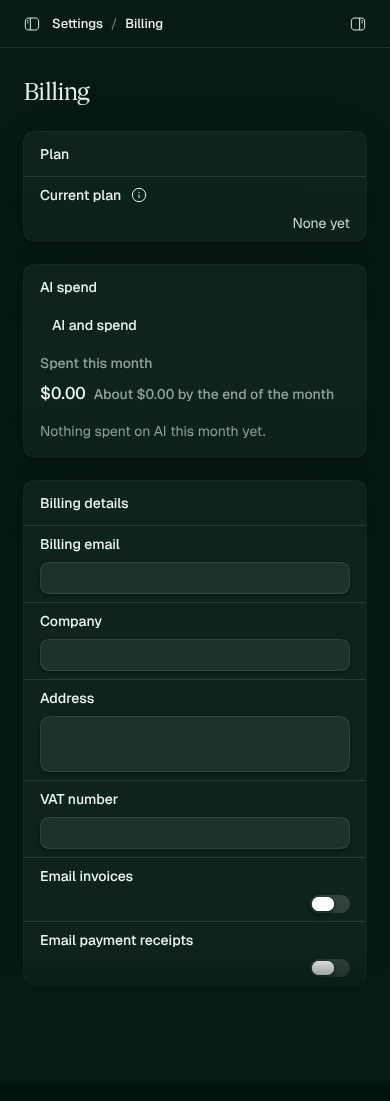 Settings / Billing
Billing
Plan
Current plan
None yet
AI spend
AI and spend
Spent this month
$0.00 About $0.00 by the end of the month
Nothing spent on AI this month yet.
Billing details
Billing email
Company
Address
VAT number
Email invoices
Email payment receipts